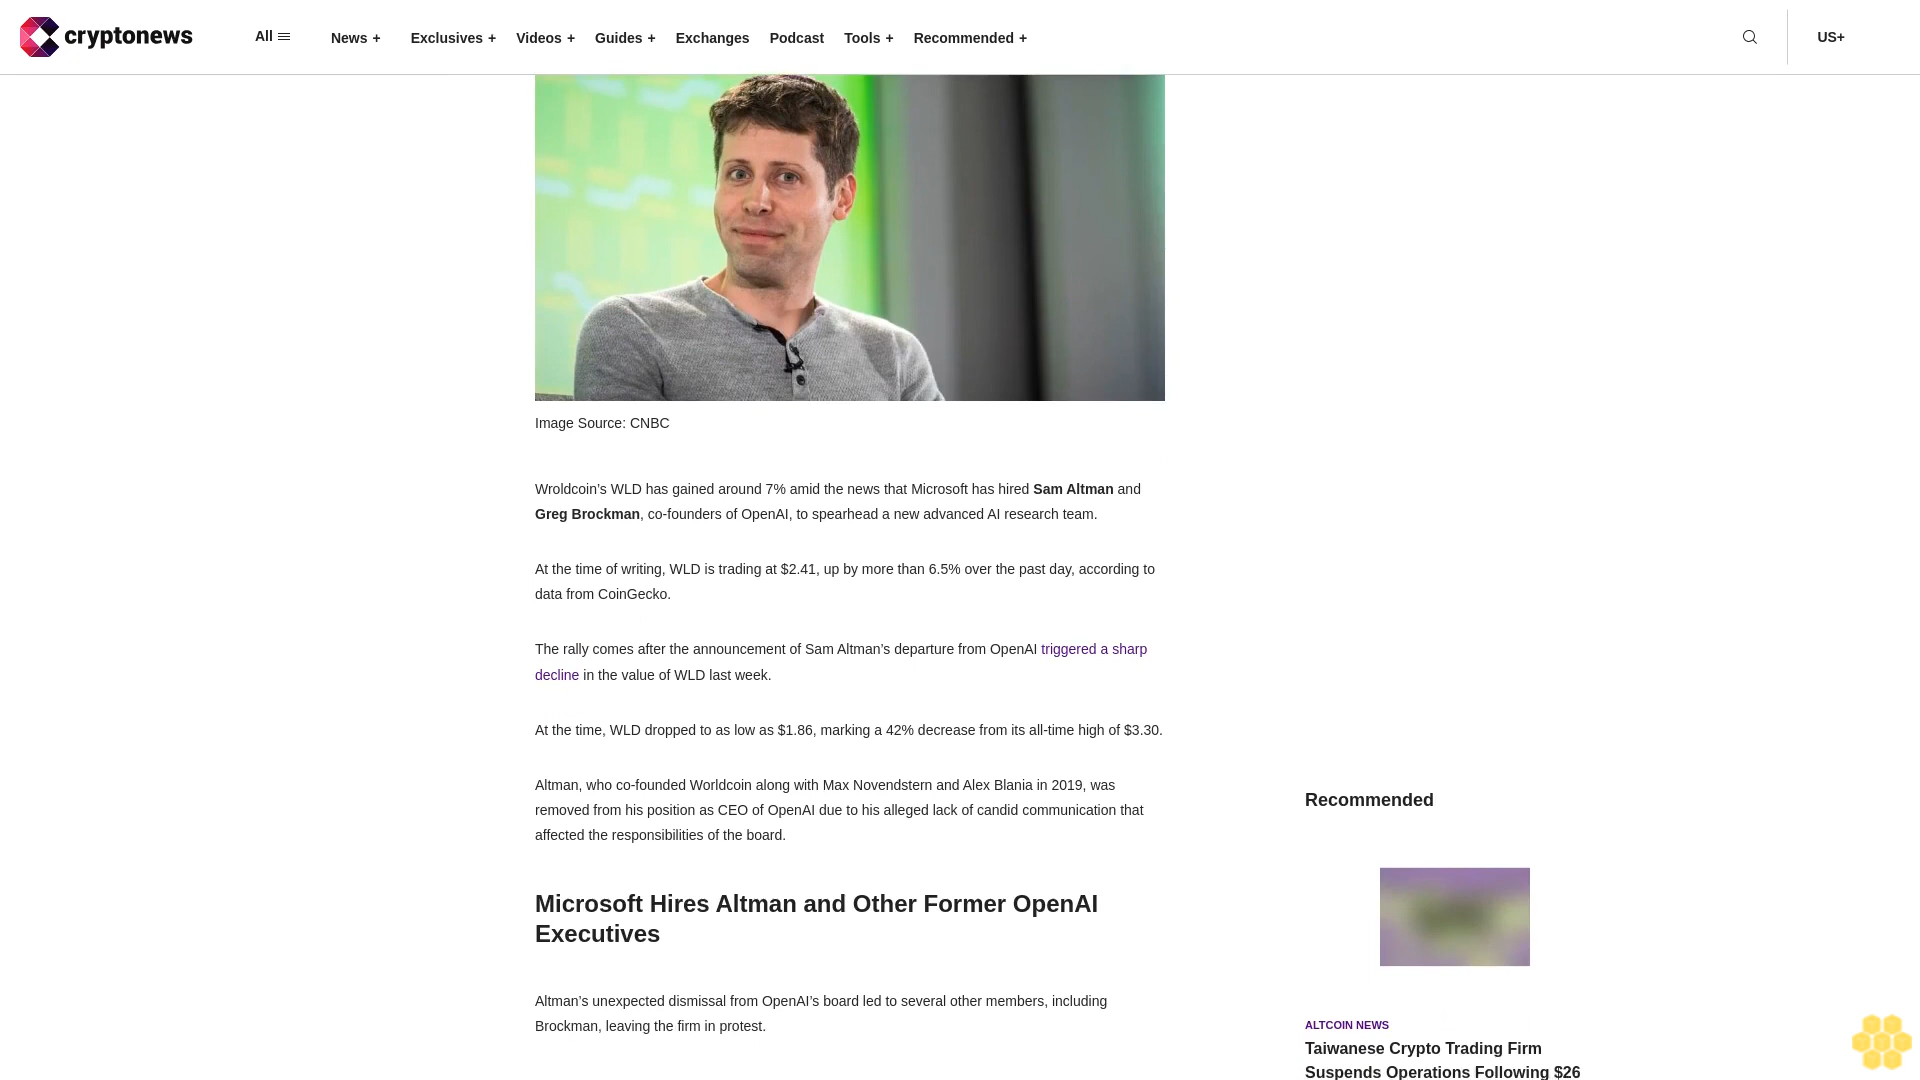 cryptonews
All
News +
Exclusives +
Videos +
Guides +
Exchanges
Podcast
Tools +
Recommended +
US+
Image Source: CNBC
Wroldcoin’s WLD has gained around 7% amid the news that Microsoft has hired Sam Altman and
Greg Brockman, co-founders of OpenAI, to spearhead a new advanced AI research team.
At the time of writing, WLD is trading at $2.41, up by more than 6.5% over the past day, according to
data from CoinGecko.
The rally comes after the announcement of Sam Altman’s departure from OpenAI triggered a sharp
decline in the value of WLD last week.
At the time, WLD dropped to as low as $1.86, marking a 42% decrease from its all-time high of $3.30.
Altman, who co-founded Worldcoin along with Max Novendstern and Alex Blania in 2019, was
removed from his position as CEO of OpenAI due to his alleged lack of candid communication that
affected the responsibilities of the board.
Microsoft Hires Altman and Other Former OpenAI
Executives
Altman’s unexpected dismissal from OpenAI’s board led to several other members, including
Brockman, leaving the firm in protest.
Recommended
ALTCOIN NEWS
Taiwanese Crypto Trading Firm
Suspends Operations Following $26